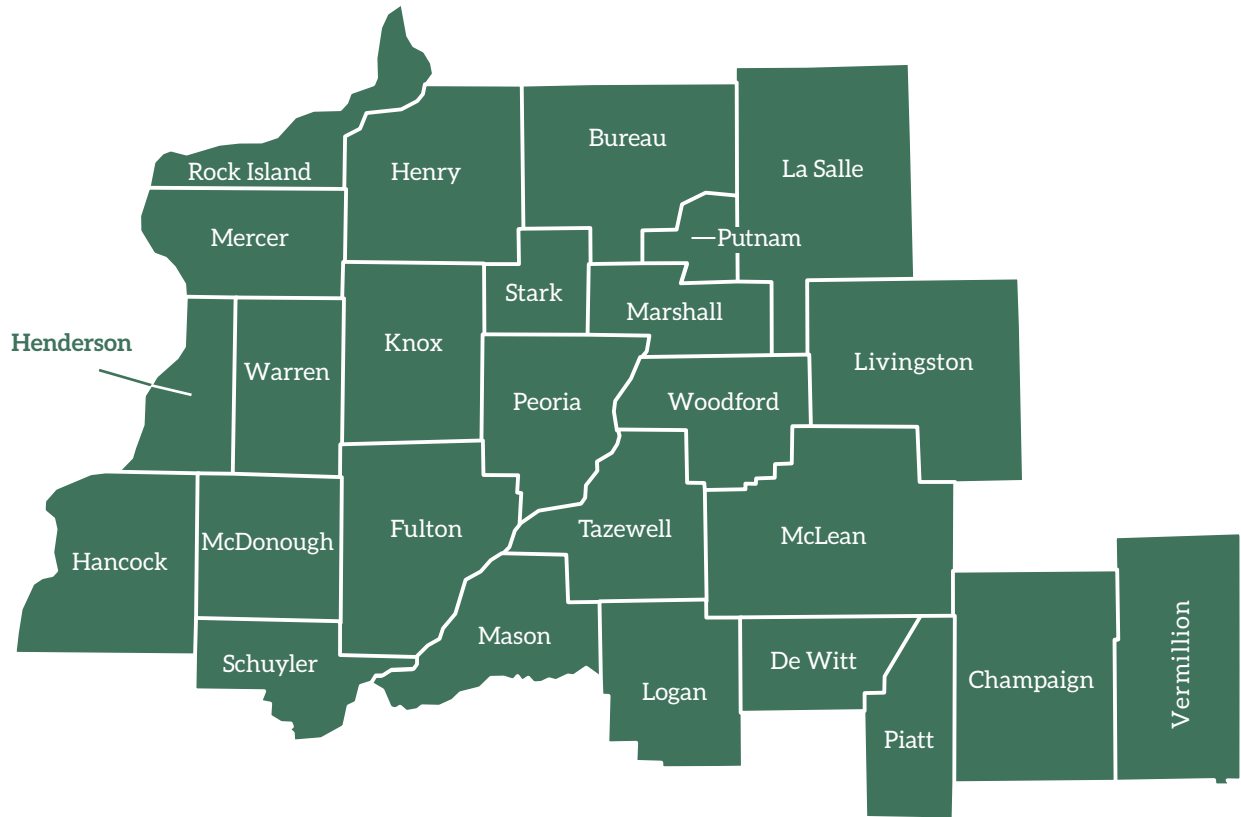 Bureau
La Salle
Rock Island
Henry
Mercer
Putnam
Stark
Marshall
Henderson
Knox
Warren
Livingston
Peoria
Woodford
Fulton
Tazewell
McLean
McDonough
Hancock
Mason
Schuyler
De Witt
Logan
Champaign
Vermillion
Piatt